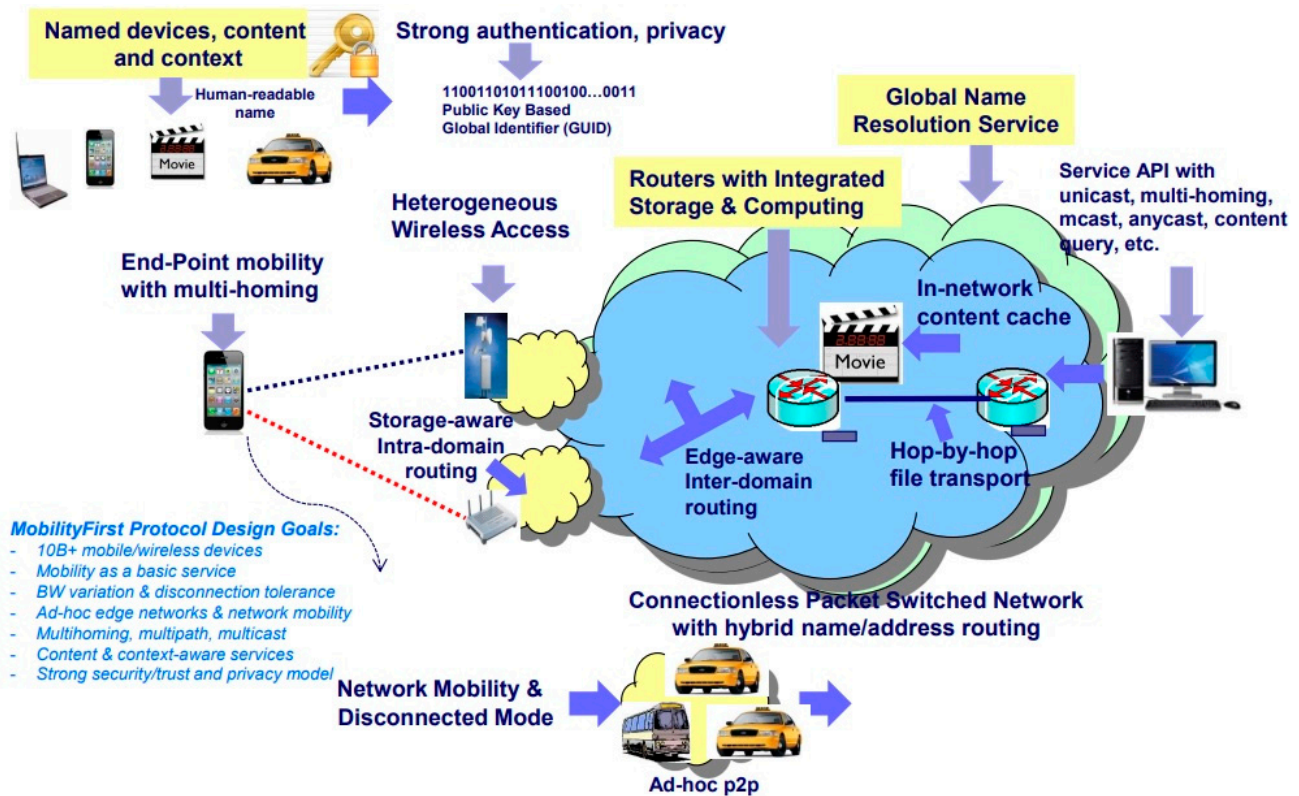 Named devices, content
and context
Human-readable
name
Movie
Strong authentication, privacy
11001101011100100...0011
Public Key Based
Global Identifier (GUID)
Global Name
Resolution Service
Routers with Integrated
Storage & Computing
Service API with
unicast, multi-homing,
mcast, anycast, content
query, etc.
Heterogeneous
Wireless Access
End-Point mobility
with multi-homing
In-network
content cache
Movie
Storage-aware
Intra-domain
routing
Edge-aware
Inter-domain
routing
Hop-by-hop
file transport
MobilityFirst Protocol Design Goals:
- 10B+ mobile/wireless devices
- Mobility as a basic service
- BW variation & disconnection tolerance
- Ad-hoc edge networks & network mobility
- Multihoming, multipath, multicast
- Content & context-aware services
- Strong security/trust and privacy model
Connectionless Packet Switched Network
with hybrid name/address routing
Network Mobility &
Disconnected Mode
Ad-hoc p2p